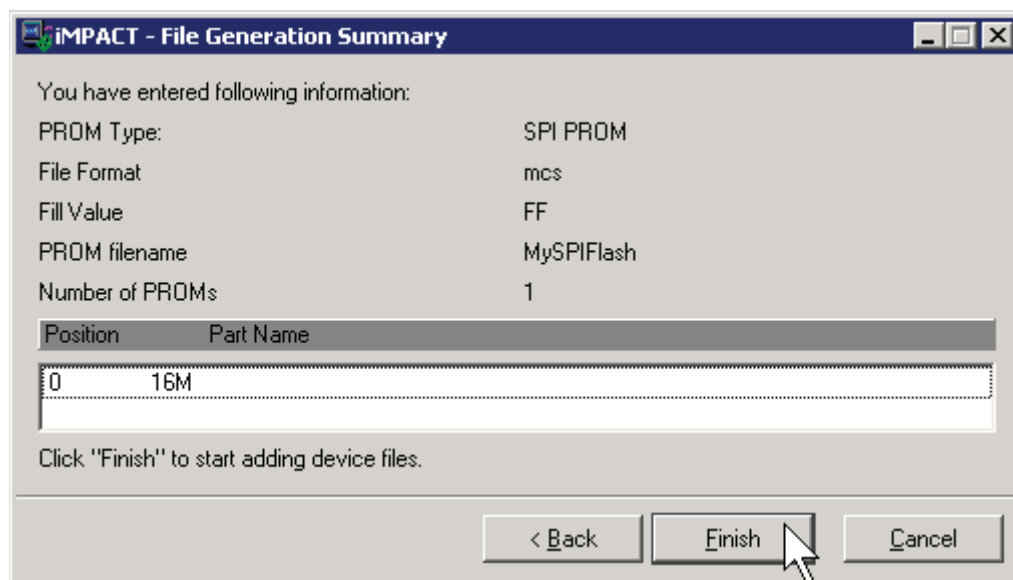 iMPACT - File Generation Summary
You have entered following information:
PROM Type: SPI PROM
File Format mcs
Fill Value FF
PROM filename MySPIFlash
Number of PROMs 1
Position Part Name
0 16M
Click "Finish" to start adding device files.
< Back Finish Cancel